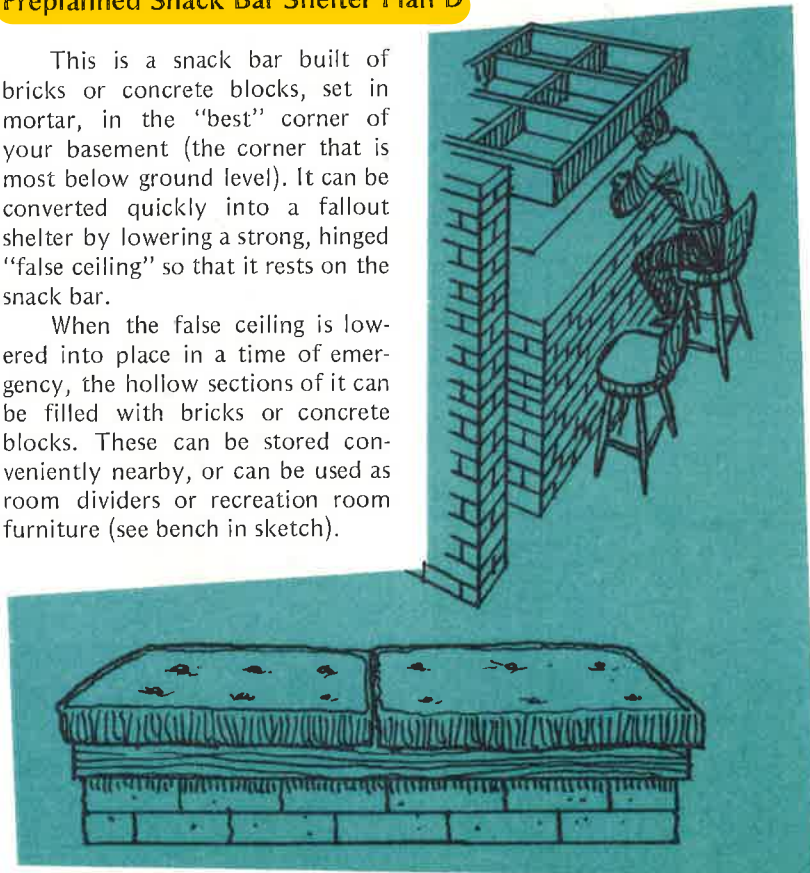 Preplanned Snack Bar Shelter Plan D
This is a snack bar built of
bricks or concrete blocks, set in
mortar, in the “best” corner of
your basement (the corner that is
most below ground level). It can be
converted quickly into a fallout
shelter by lowering a strong, hinged
“false ceiling” so that it rests on the
snack bar.
When the false ceiling is low-
ered into place in a time of emer-
gency, the hollow sections of it can
be filled with bricks or concrete
blocks. These can be stored con-
veniently nearby, or can be used as
room dividers or recreation room
furniture (see bench in sketch).